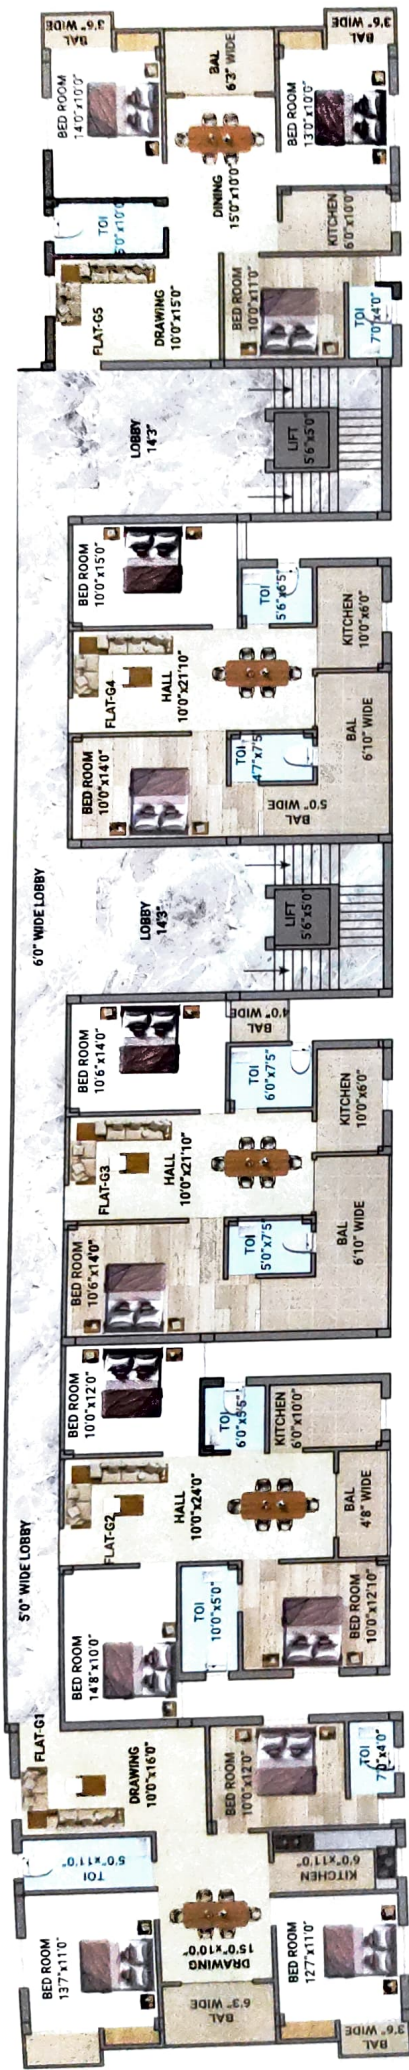 3'6" WIDE
BAL
BED ROOM
14'0"x10'0"
BAL
6'3" WIDE
3'6" WIDE
BAL
BED ROOM
13'0"x10'0"
TOI
5'0"x10'0"
DINING
15'0"x10'0"
KITCHEN
6'0"x10'0"
FLAT-G5
DRAWING
10'0"x15'0"
BED ROOM
10'0"x11'0"
TOI
7'0"x4'0"
LOBBY
14'3"
LIFT
5'6"x5'0"
BED ROOM
10'0"x15'0"
TOI
5'6"x6'5"
KITCHEN
10'0"x6'0"
FLAT-G4
HALL
10'0"x21'10"
BED ROOM
10'0"x14'0"
TOI
4'7"x7'5"
BAL
6'10" WIDE
5'0" WIDE
BAL
6'0" WIDE LOBBY
LOBBY
14'3"
LIFT
5'6"x5'0"
BED ROOM
10'6"x14'0"
4'0" WIDE
BAL
TOI
6'0"x7'5"
KITCHEN
10'0"x6'0"
FLAT-G3
HALL
10'0"x21'10"
BED ROOM
10'6"x14'0"
TOI
5'0"x7'5"
BAL
6'10" WIDE
BED ROOM
10'0"x12'0"
TOI
6'0"x5'5"
KITCHEN
6'0"x10'0"
5'0" WIDE LOBBY
FLAT-G2
HALL
10'0"x24'0"
BAL
4'8" WIDE
BED ROOM
14'8"x10'0"
TOI
10'0"x5'0"
BED ROOM
10'0"x12'10"
FLAT-G1
DRAWING
10'0"x16'0"
BED ROOM
10'0"x12'0"
TOI
7'0"x4'0"
TOI
5'0"x11'0"
KITCHEN
6'0"x11'0"
DRAWING
15'0"x10'0"
BED ROOM
13'7"x11'0"
BAL
6'3" WIDE
BED ROOM
12'7"x11'0"
3'6" WIDE
BAL